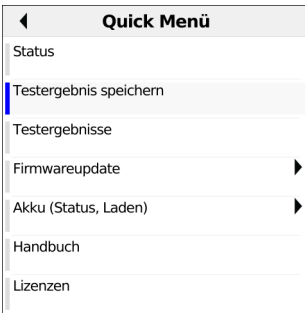 Quick Menü
Status
Testergebnis speichern
Testergebnisse
Firmwareupdate
Akku (Status, Laden)
Handbuch
Lizenzen